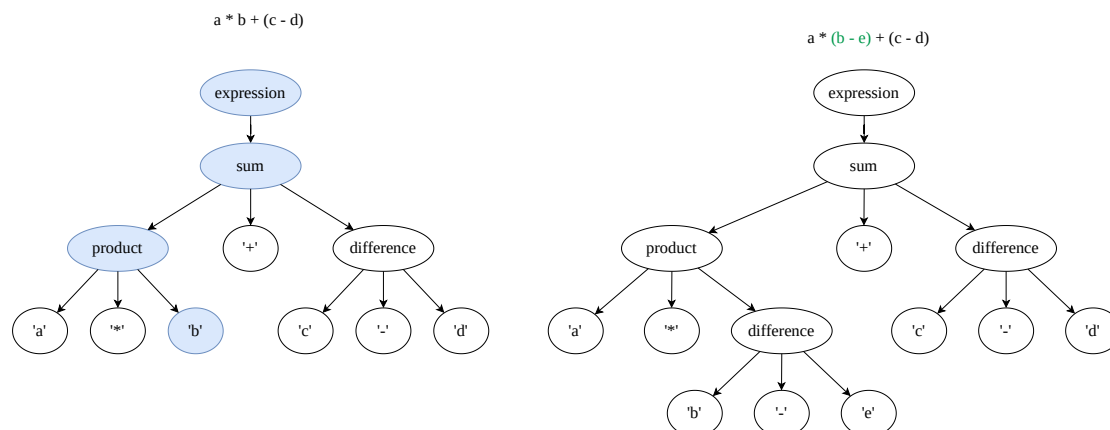 a * b + (c - d)
a * (b - e) + (c - d)
expression
sum
product
'+'
difference
'a'
'*'
'b'
'c'
'-'
'd'
expression
sum
product
'+'
difference
'a'
'*'
difference
'c'
'-'
'd'
'b'
'-'
'e'